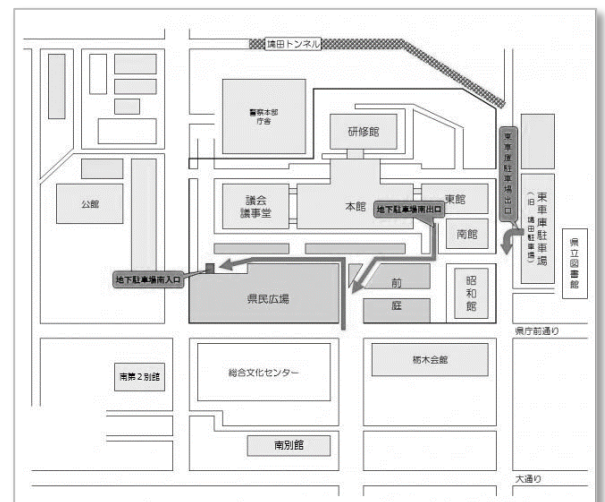 塙田トンネル
警察本部
庁舎
研修館
東車庫駐車場出口
公館
議会
議事堂
本館
地下駐車場南出口
東館
南館
東車庫駐車場
(旧 塙田駐車場)
県立図書館
地下駐車場南入口
県民広場
前
庭
昭和館
県庁前通り
南第2別館
総合文化センター
栃木会館
南別館
大通り